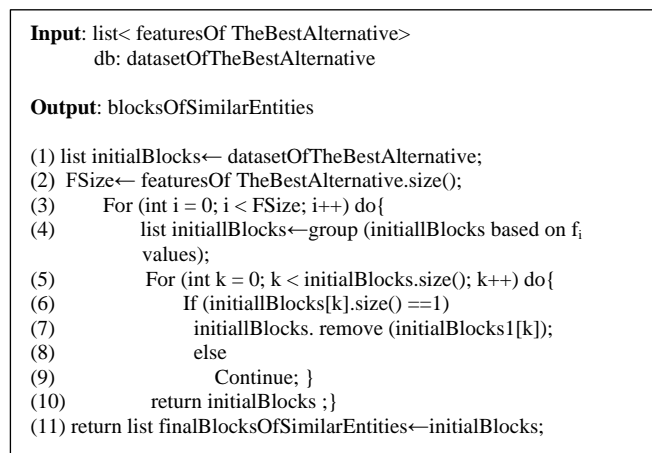 Input: list< featuresOf TheBestAlternative>
db: datasetOfTheBestAlternative
Output: blocksOfSimilarEntities
(1) list initialBlocks← datasetOfTheBestAlternative;
(2) FSize← featuresOf TheBestAlternative.size();
(3) For (int i = 0; i < FSize; i++) do{
(4) list initiallBlocks←group (initiallBlocks based on fi
values);
(5) For (int k = 0; k < initialBlocks.size(); k++) do{
(6) If (initiallBlocks[k].size() ==1)
(7) initiallBlocks. remove (initialBlocks1[k]);
(8) else
(9) Continue; }
(10) return initialBlocks ;}
(11) return list finalBlocksOfSimilarEntities←initialBlocks;